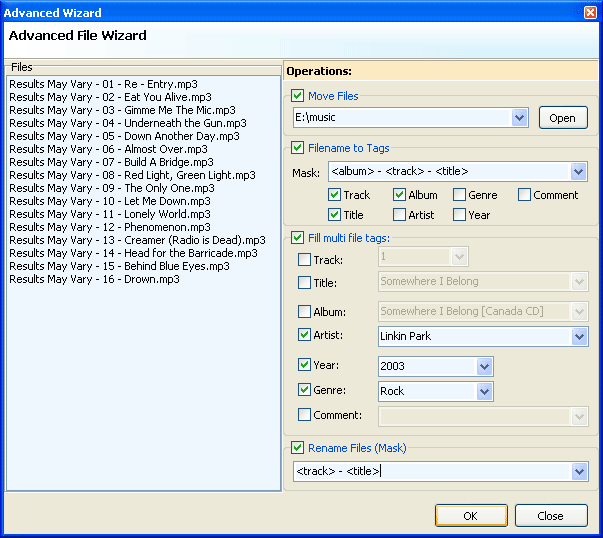 Advanced Wizard
Advanced File Wizard
Files
Results May Vary - 01 - Re - Entry.mp3
Results May Vary - 02 - Eat You Alive.mp3
Results May Vary - 03 - Gimme Me The Mic.mp3
Results May Vary - 04 - Underneath the Gun.mp3
Results May Vary - 05 - Down Another Day.mp3
Results May Vary - 06 - Almost Over.mp3
Results May Vary - 07 - Build A Bridge.mp3
Results May Vary - 08 - Red Light, Green Light.mp3
Results May Vary - 09 - The Only One.mp3
Results May Vary - 10 - Let Me Down.mp3
Results May Vary - 11 - Lonely World.mp3
Results May Vary - 12 - Phenomenon.mp3
Results May Vary - 13 - Creamer (Radio is Dead).mp3
Results May Vary - 14 - Head for the Barricade.mp3
Results May Vary - 15 - Behind Blue Eyes.mp3
Results May Vary - 16 - Drown.mp3
Operations:
Move Files
E:\music
Open
Filename to Tags
Mask: <album> - <track> - <title>
Track Album Genre Comment
Title Artist Year
Fill multi file tags:
Track: 1
Title: Somewhere I Belong
Album: Somewhere I Belong [Canada CD]
Artist: Linkin Park
Year: 2003
Genre: Rock
Comment:
Rename Files (Mask)
<track> - <title>
OK Close